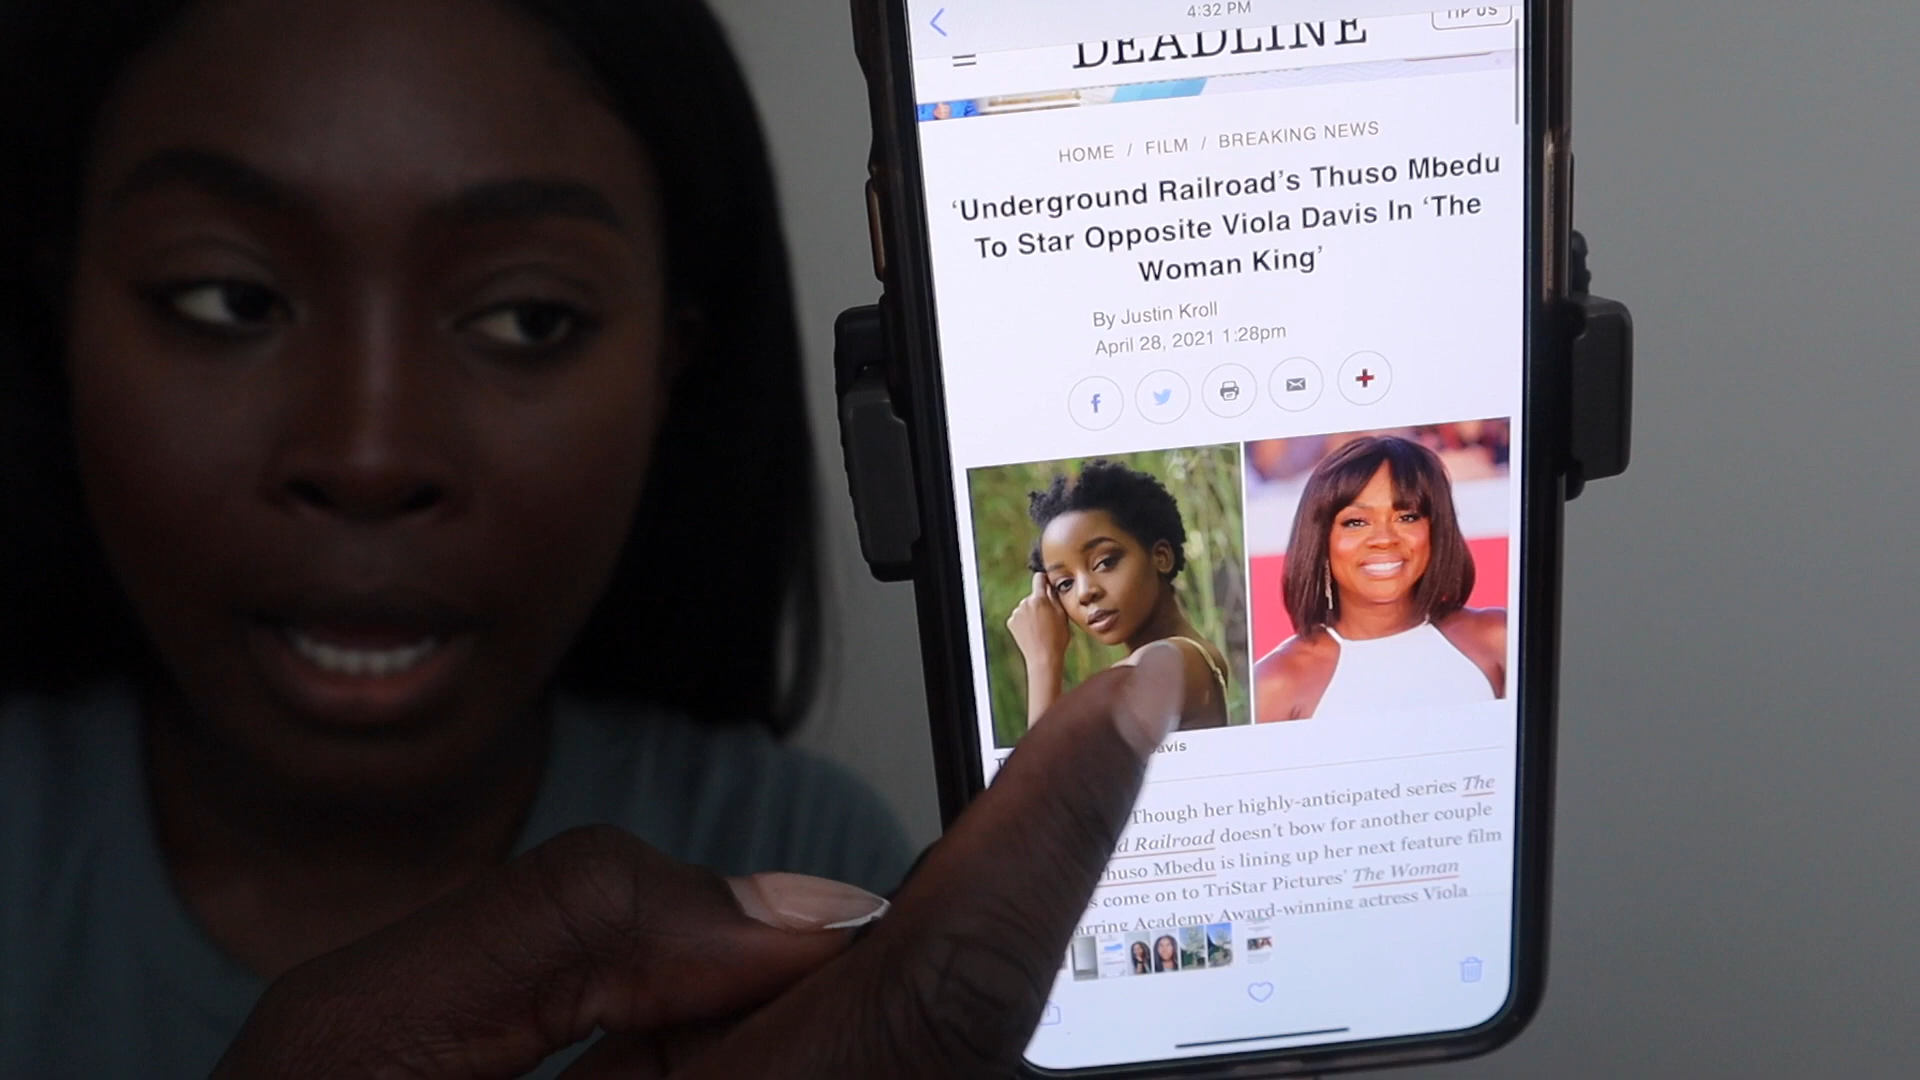 4:32 PM
DEADLINE
TIP US
HOME / FILM / BREAKING NEWS
‘Underground Railroad’s Thuso Mbedu
To Star Opposite Viola Davis In ‘The
Woman King’
By Justin Kroll
April 28, 2021 1:28pm
Davis
Though her highly-anticipated series The
Railroad doesn't bow for another couple
Thuso Mbedu is lining up her next feature film
come on to TriStar Pictures' The Woman
Academy Award-winning actress Viola